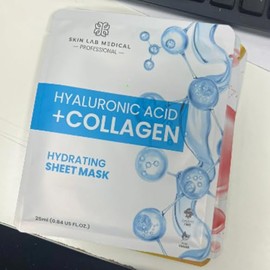 SKIN LAB MEDICAL
PROFESSIONAL
HYALURONIC ACID
+COLLAGEN
HYDRATING
SHEET MASK
25ml (0.84 US FL.OZ.)